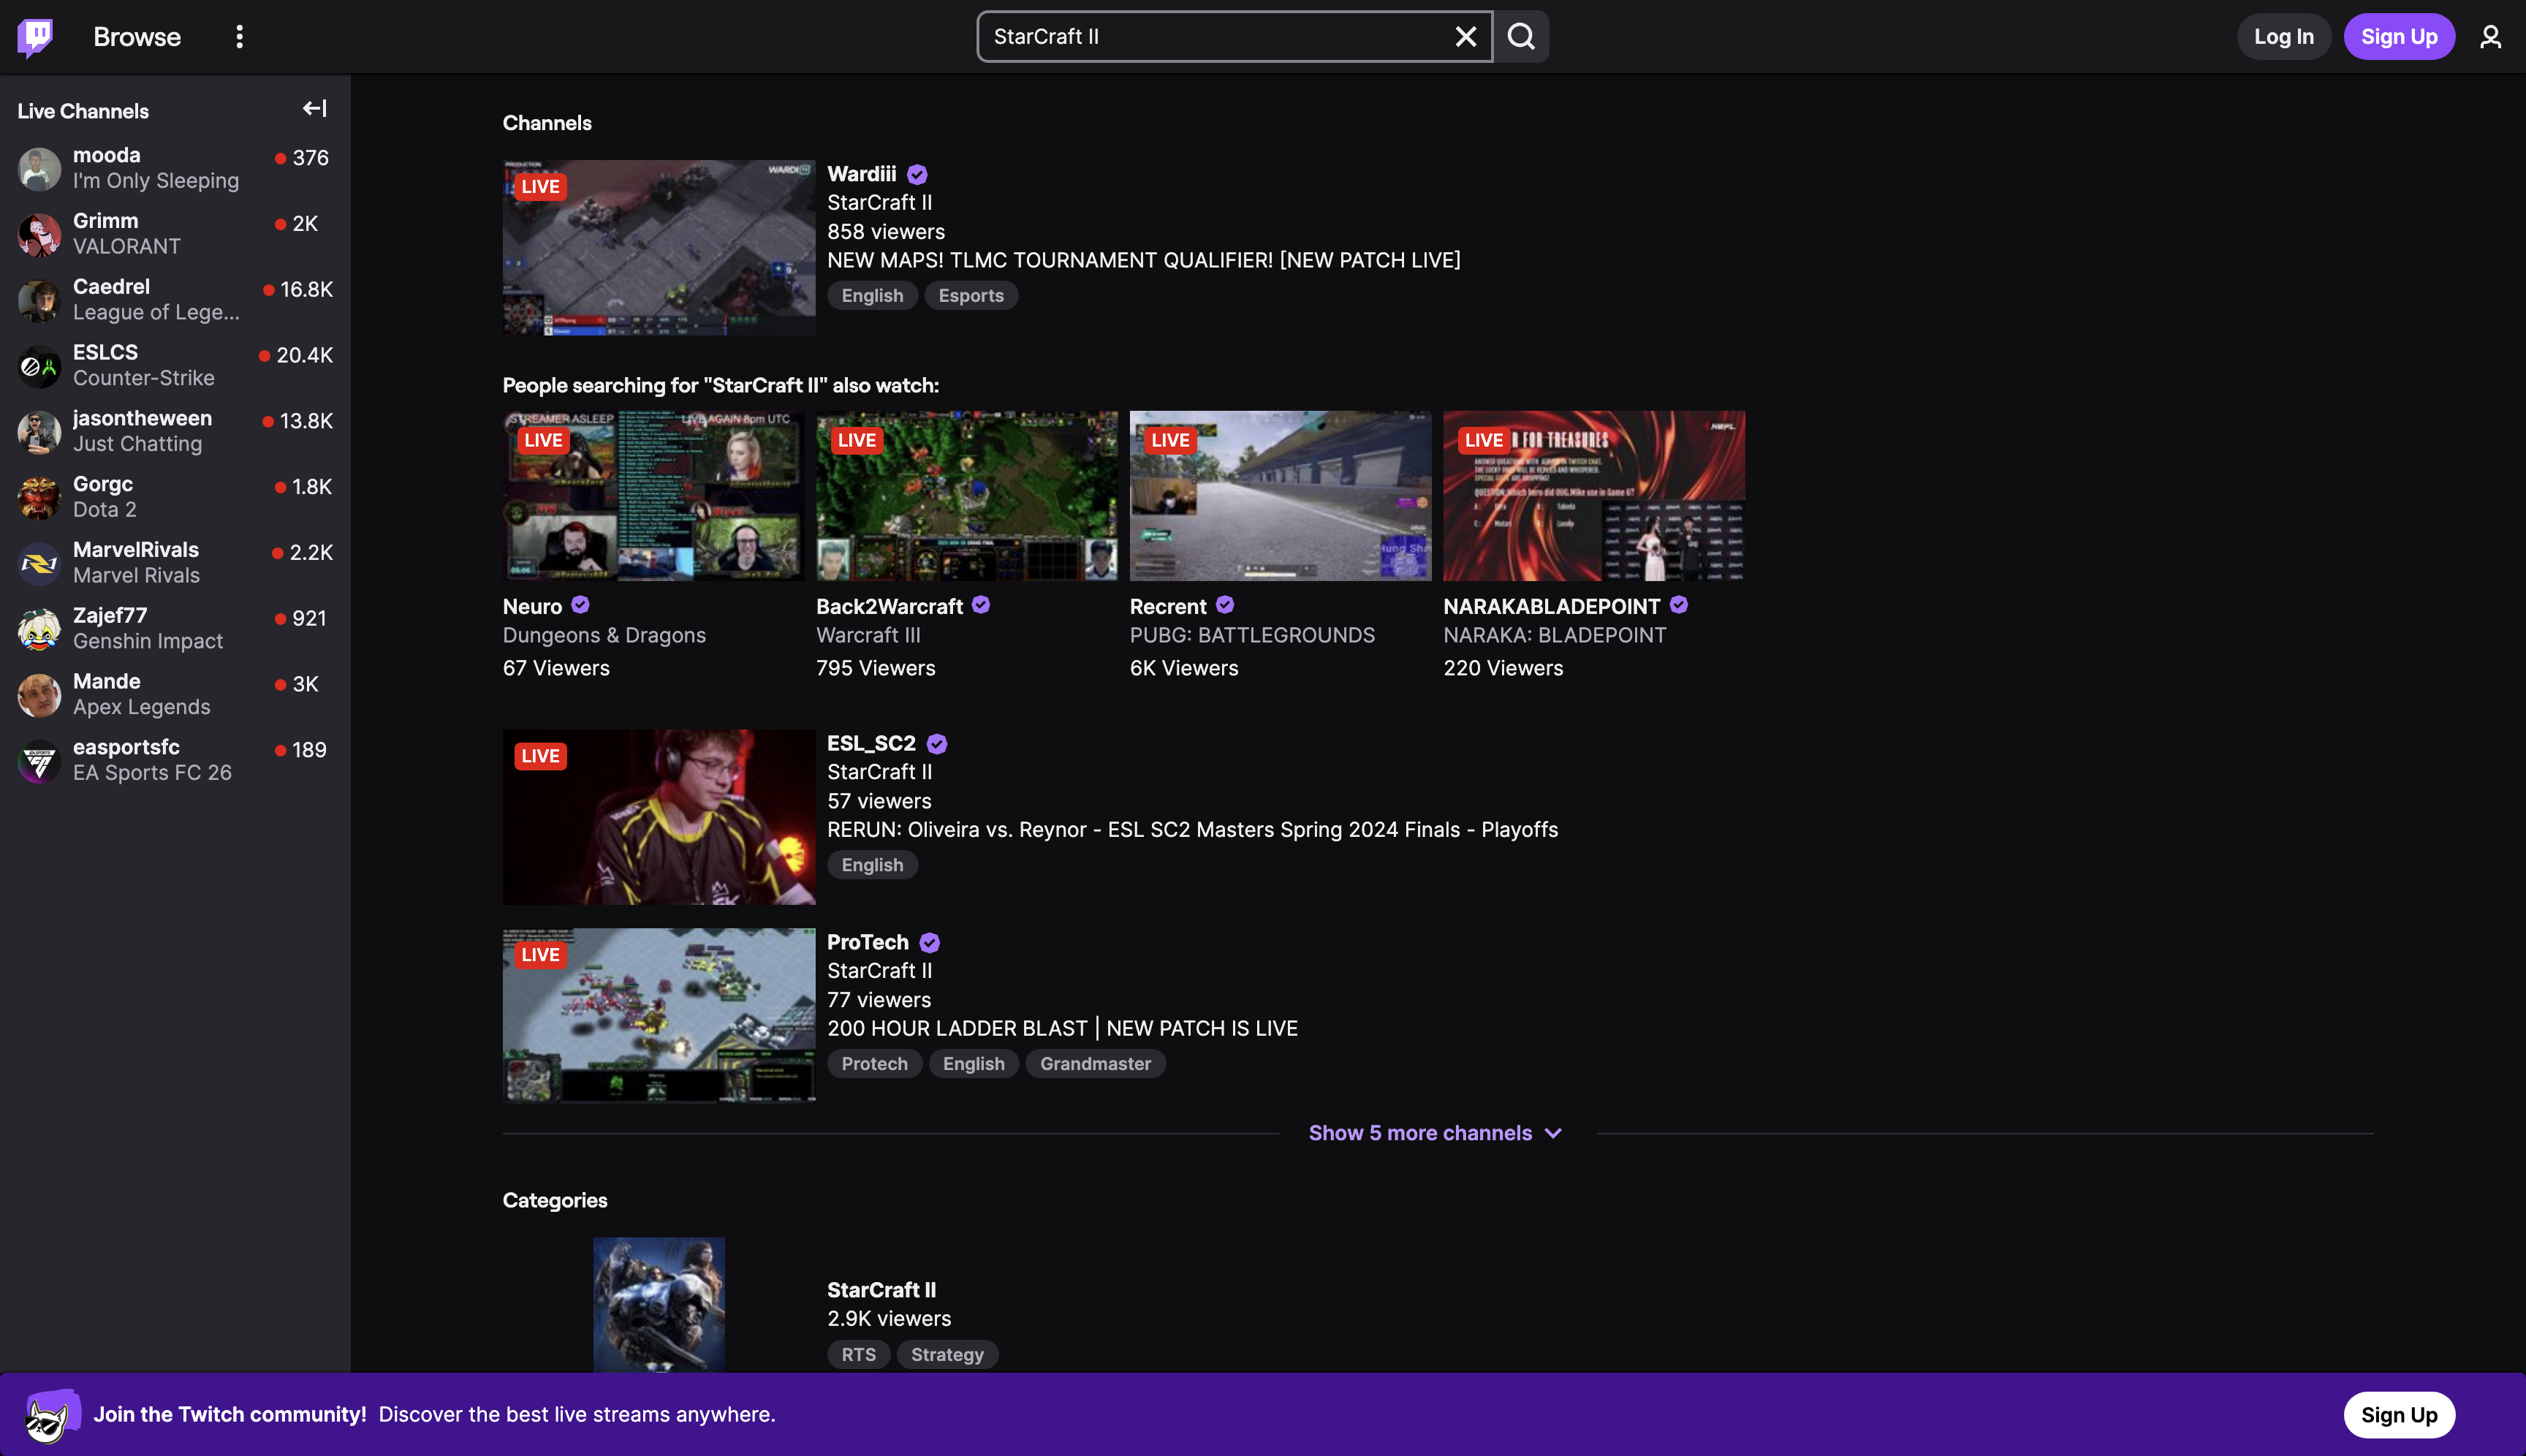 Browse
StarCraft II
Log In
Sign Up
Live Channels
mooda
376
I'm Only Sleeping
Grimm
2K
VALORANT
Caedrel
16.8K
League of Lege...
ESLCS
20.4K
Counter-Strike
jasontheween
13.8K
Just Chatting
Gorgc
1.8K
Dota 2
MarvelRivals
2.2K
Marvel Rivals
Zajef77
921
Genshin Impact
Mande
3K
Apex Legends
easportsfc
189
EA Sports FC 26
Channels
LIVE
Wardiii
StarCraft II
858 viewers
NEW MAPS! TLMC TOURNAMENT QUALIFIER! [NEW PATCH LIVE]
English
Esports
People searching for "StarCraft II" also watch:
STREAMER ASLEEP
LIVE AGAIN 8pm UTC
LIVE
Neuro
Dungeons & Dragons
67 Viewers
LIVE
Back2Warcraft
Warcraft III
795 Viewers
LIVE
Recrent
PUBG: BATTLEGROUNDS
6K Viewers
LIVE
R FOR TREASURES
NARAKABLADEPOINT
NARAKA: BLADEPOINT
220 Viewers
LIVE
ESL_SC2
StarCraft II
57 viewers
RERUN: Oliveira vs. Reynor - ESL SC2 Masters Spring 2024 Finals - Playoffs
English
LIVE
ProTech
StarCraft II
77 viewers
200 HOUR LADDER BLAST | NEW PATCH IS LIVE
Protech
English
Grandmaster
Show 5 more channels
Categories
StarCraft II
2.9K viewers
RTS
Strategy
Join the Twitch community! Discover the best live streams anywhere.
Sign Up